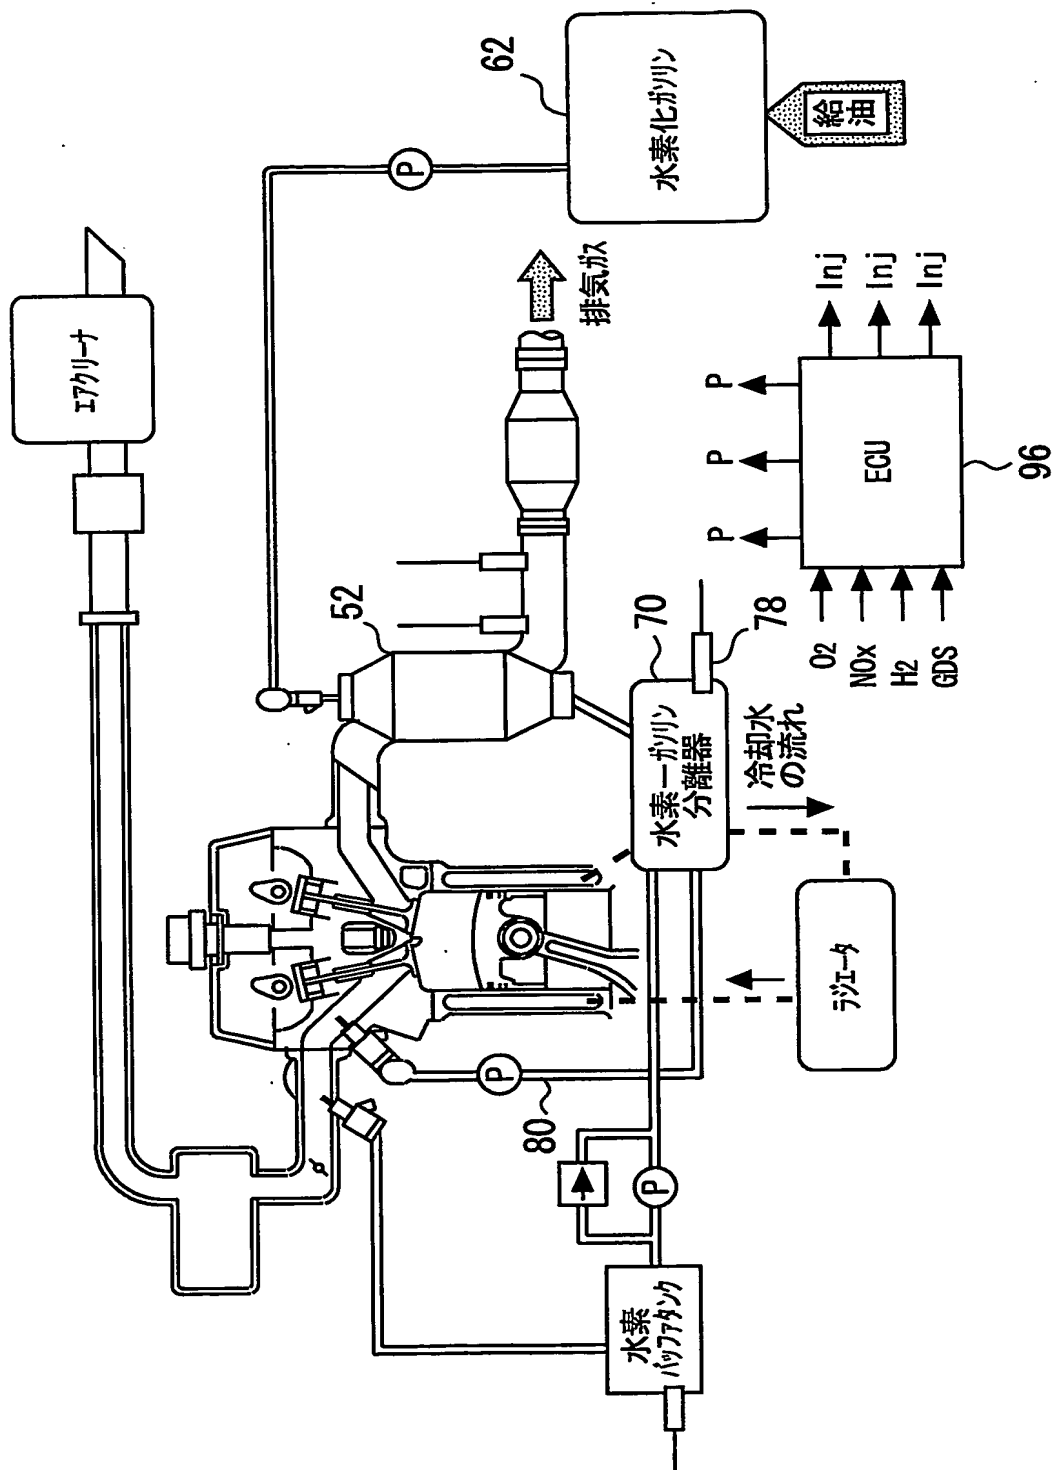 エアクリーナ
62
水素化ガソリン
給油
P
排気ガス
52
70
水素ーガソリン
分離器
78
冷却水
の流れ
P
80
P
水素
バッファタンク
ラジエータ
P
P
P
Inj
Inj
Inj
ECU
96
O2
NOx
H2
GDS